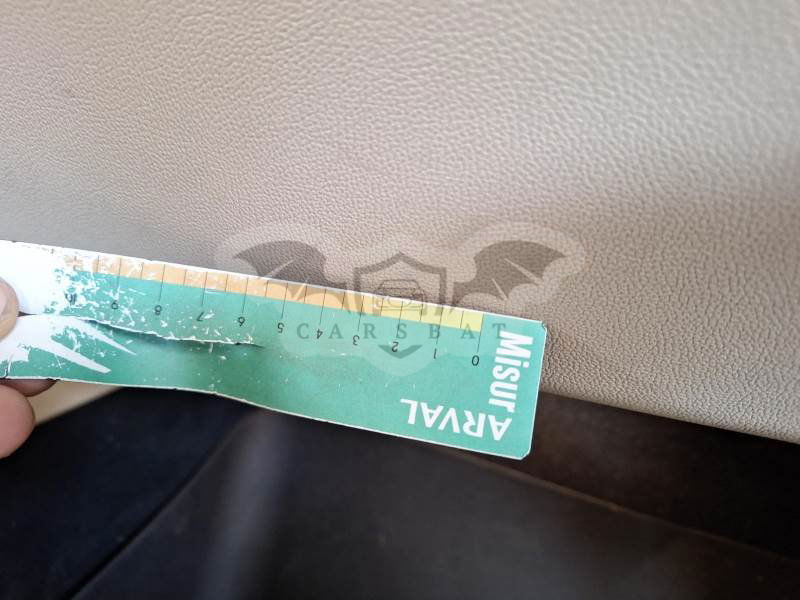 Misur
ARVAL
0 1 2 3 4 5 6 7 8 9
CARSBAT